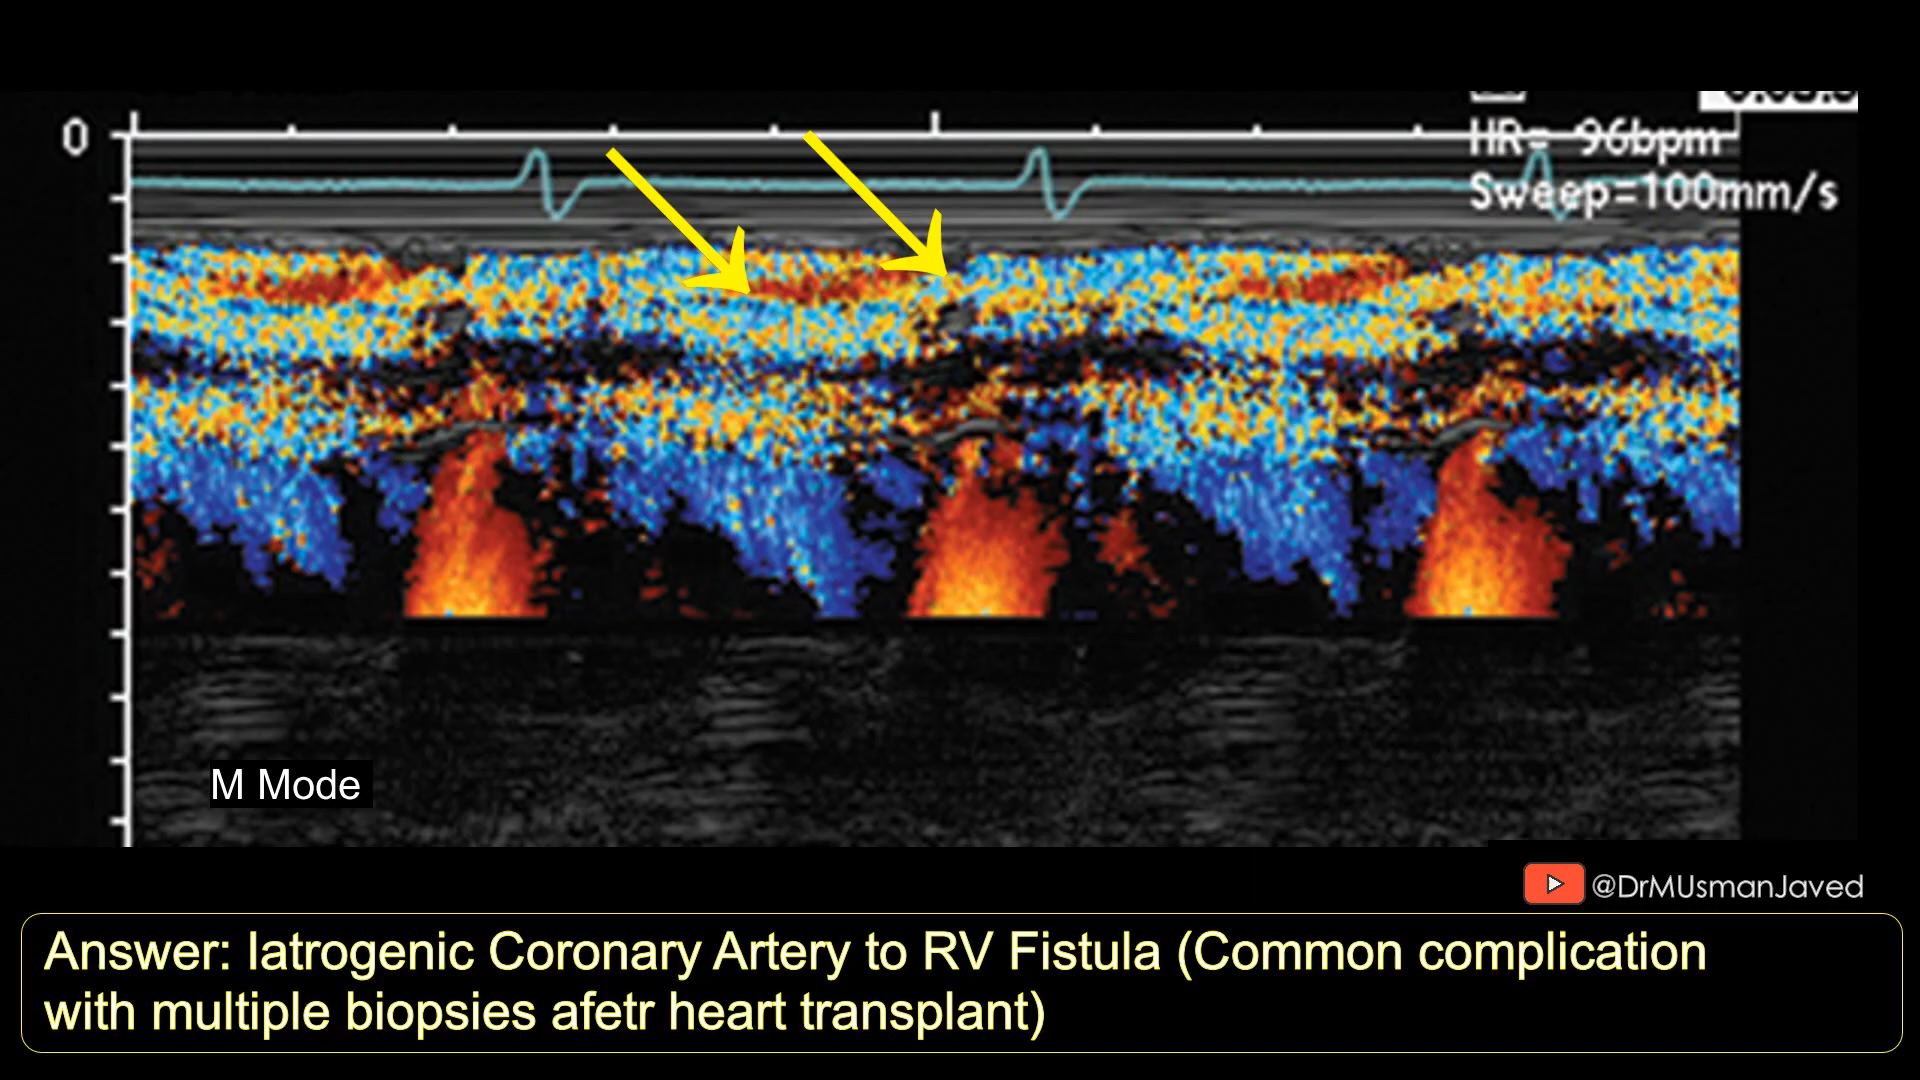 0
HR= 96bpm
Sweep=100mm/s
M Mode
@DrMUsmanJaved
Answer: Iatrogenic Coronary Artery to RV Fistula (Common complication
with multiple biopsies afetr heart transplant)